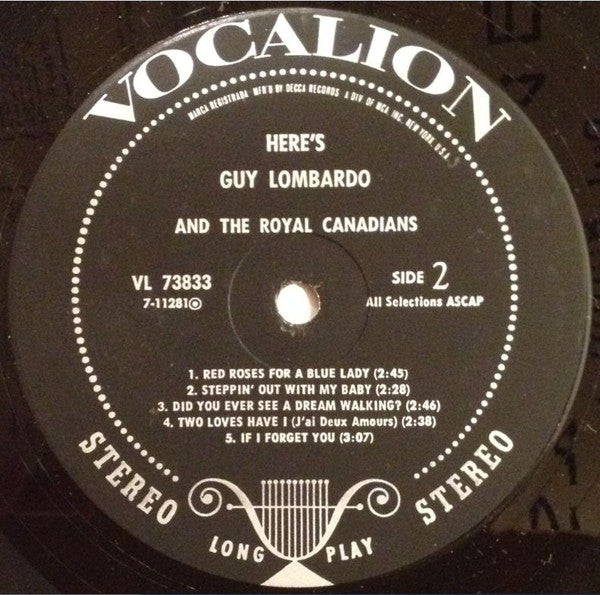 VOCALION
MARCA REGISTRADA MF'D BY DECCA RECORDS A DIV. OF MCA INC. NEW YORK, U.S.A.
HERE'S
GUY LOMBARDO
AND THE ROYAL CANADIANS
VL 73833
7-11281
SIDE 2
All Selections ASCAP
1. RED ROSES FOR A BLUE LADY (2:45)
2. STEPPIN' OUT WITH MY BABY (2:28)
3. DID YOU EVER SEE A DREAM WALKING? (2:46)
4. TWO LOVES HAVE I (J'ai Deux Amours) (2:38)
5. IF I FORGET YOU (3:07)
STEREO
LONG PLAY
STEREO